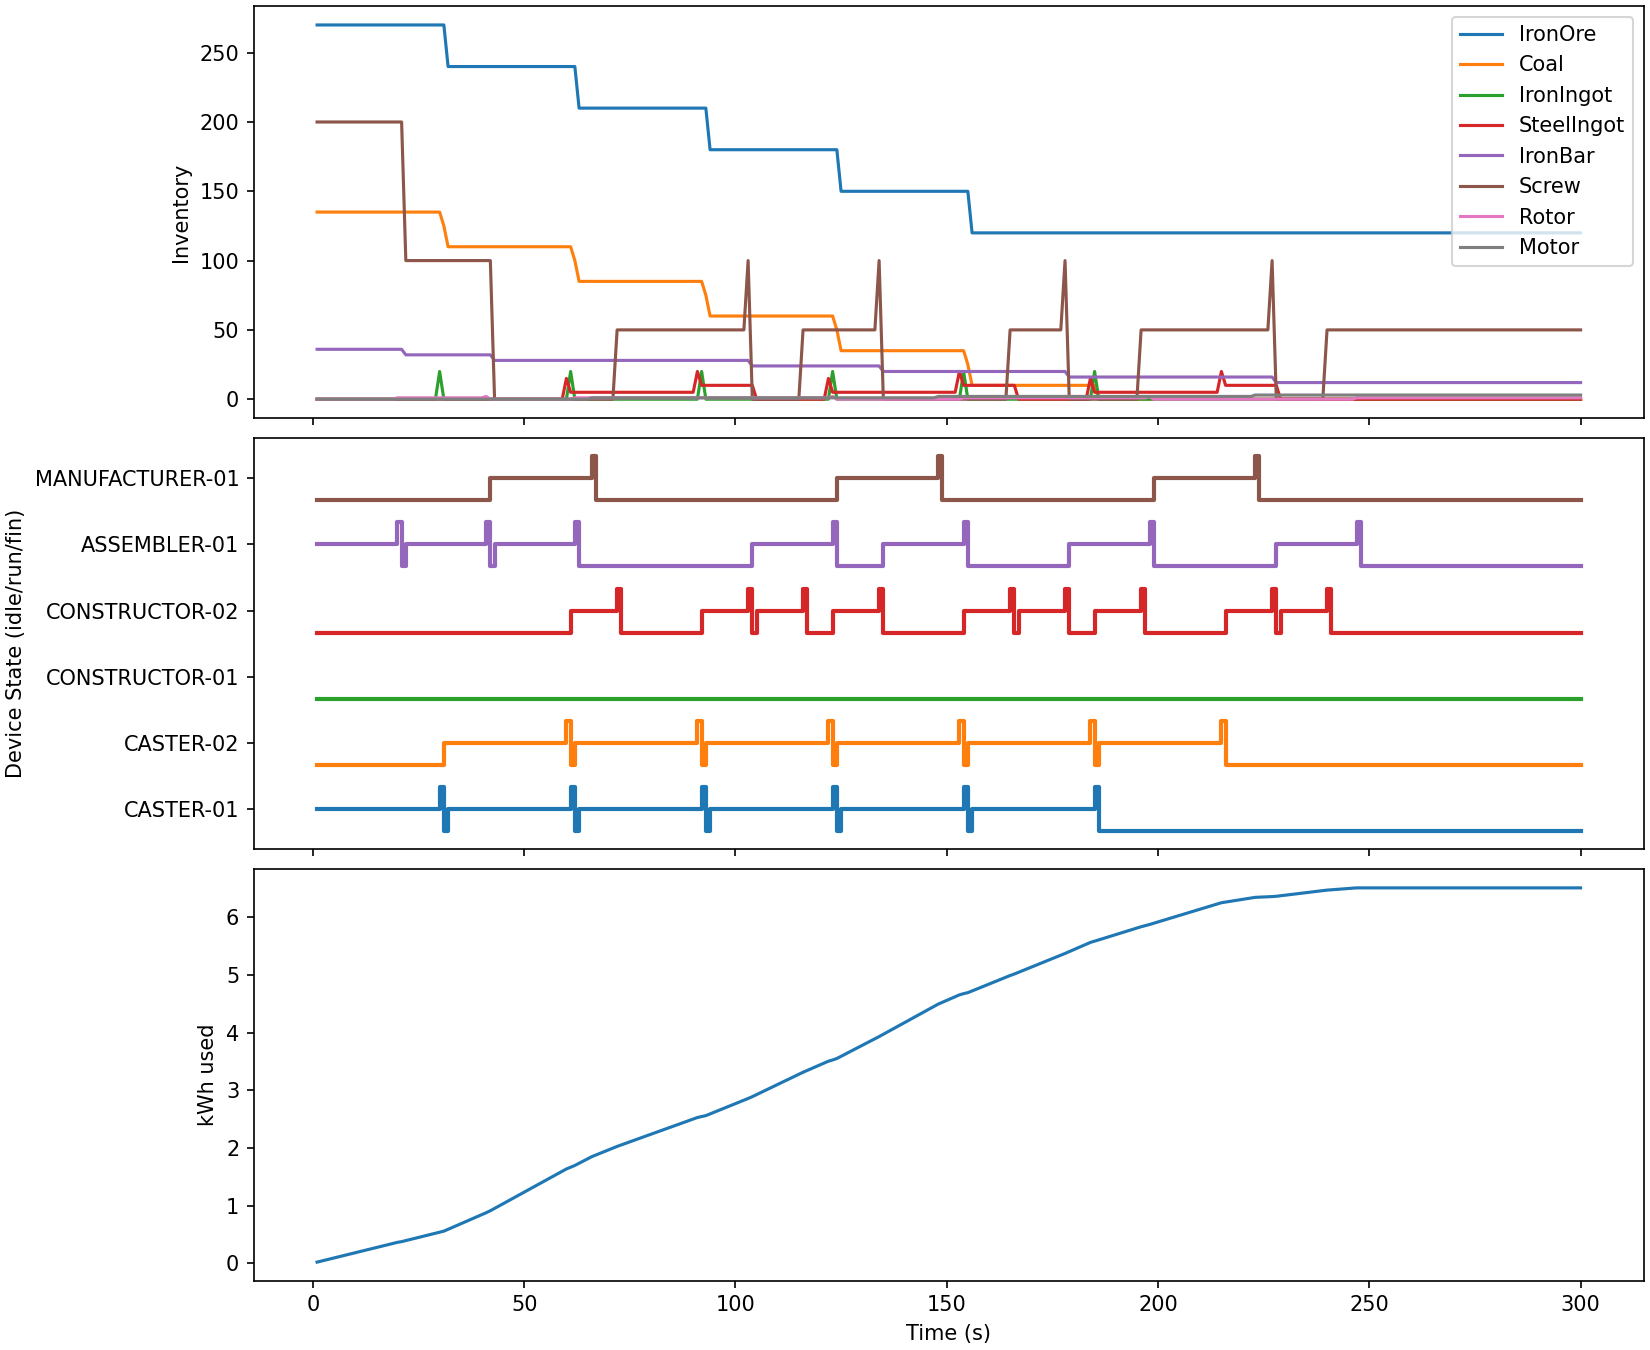 Inventory
250
200
150
100
50
0
IronOre
Coal
IronIngot
SteelIngot
IronBar
Screw
Rotor
Motor
Device State (idle/run/fin)
MANUFACTURER-01
ASSEMBLER-01
CONSTRUCTOR-02
CONSTRUCTOR-01
CASTER-02
CASTER-01
kWh used
6
5
4
3
2
1
0
0 50 100 150 200 250 300
Time (s)